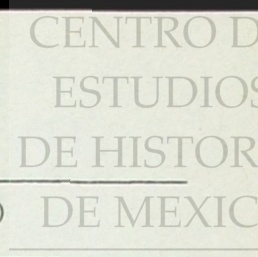 CENTRO D
ESTUDIOS
DE HISTOR
DE MEXIC